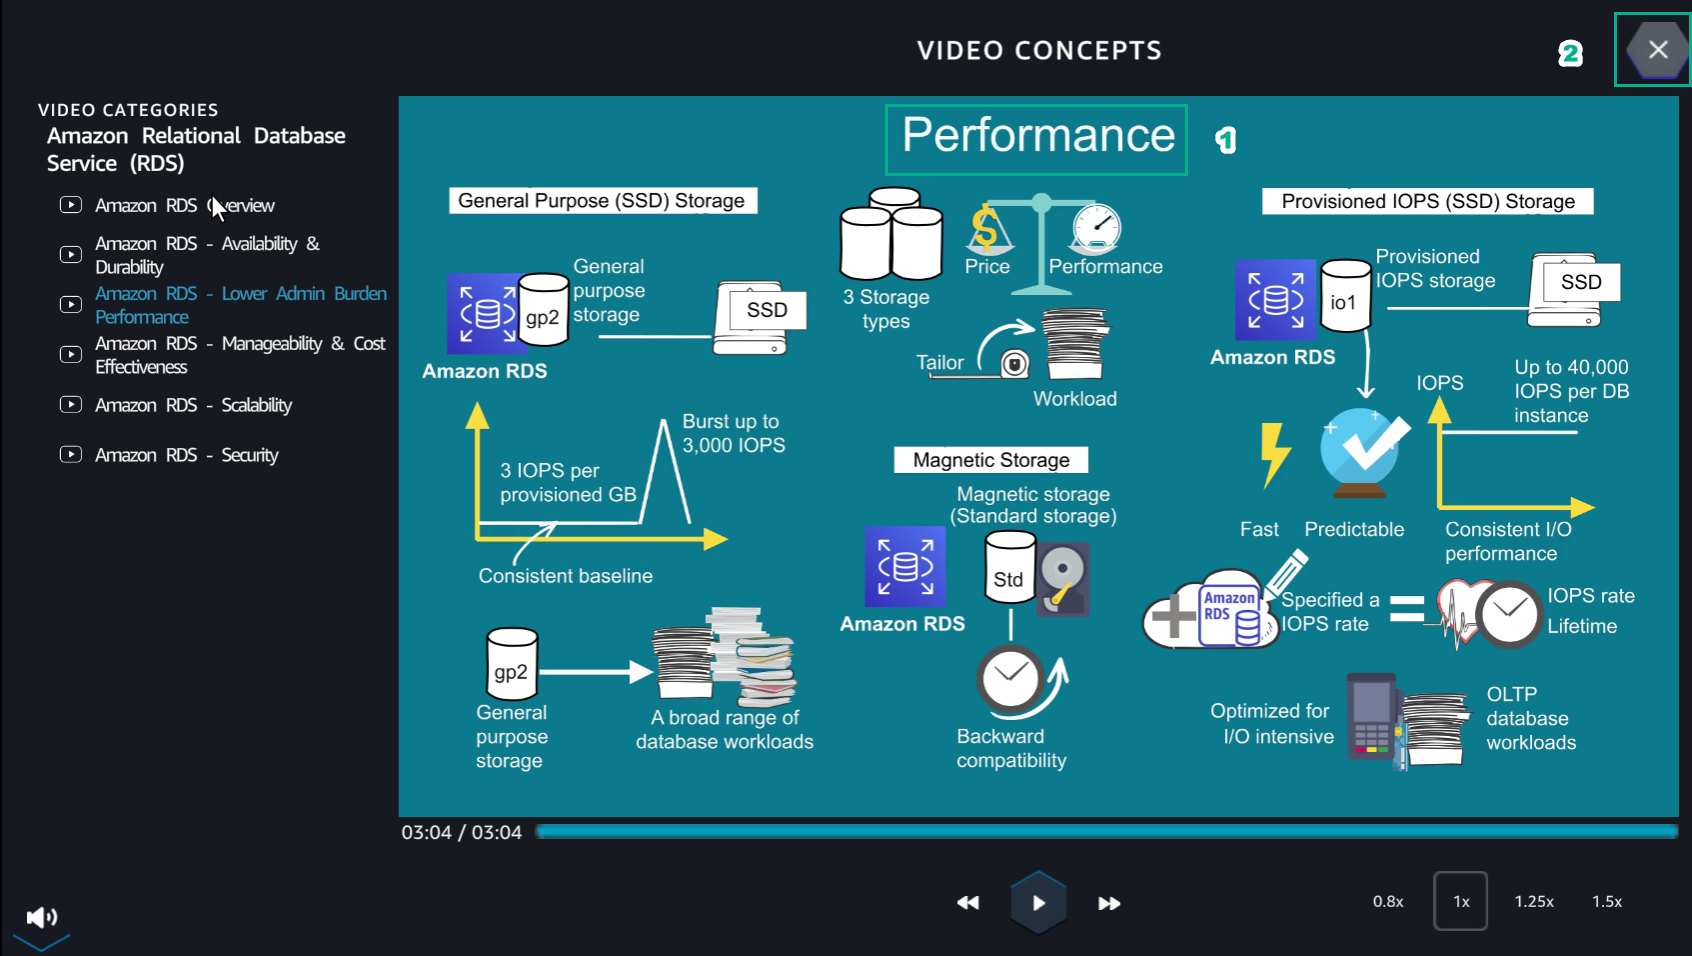 VIDEO CONCEPTS
2
VIDEO CATEGORIES
Amazon Relational Database
Service (RDS)
Amazon RDS Overview
Amazon RDS - Availability &
Durability
Amazon RDS - Lower Admin Burden
Performance
Amazon RDS - Manageability & Cost
Effectiveness
Amazon RDS - Scalability
Amazon RDS - Security
Performance
1
General Purpose (SSD) Storage
Amazon RDS
gp2
General
purpose
storage
SSD
Burst up to
3,000 IOPS
3 IOPS per
provisioned GB
Consistent baseline
gp2
General
purpose
storage
A broad range of
database workloads
3 Storage
types
$
Price
Performance
Tailor
Workload
Magnetic Storage
Magnetic storage
(Standard storage)
Std
Amazon RDS
Backward
compatibility
Provisioned IOPS (SSD) Storage
Provisioned
IOPS storage
io1
SSD
Amazon RDS
IOPS
Up to 40,000
IOPS per DB
instance
Fast
Predictable
Consistent I/O
performance
Amazon
RDS
Specified a
IOPS rate
IOPS rate
Lifetime
Optimized for
I/O intensive
OLTP
database
workloads
03:04 / 03:04
0.8x
1x
1.25x
1.5x